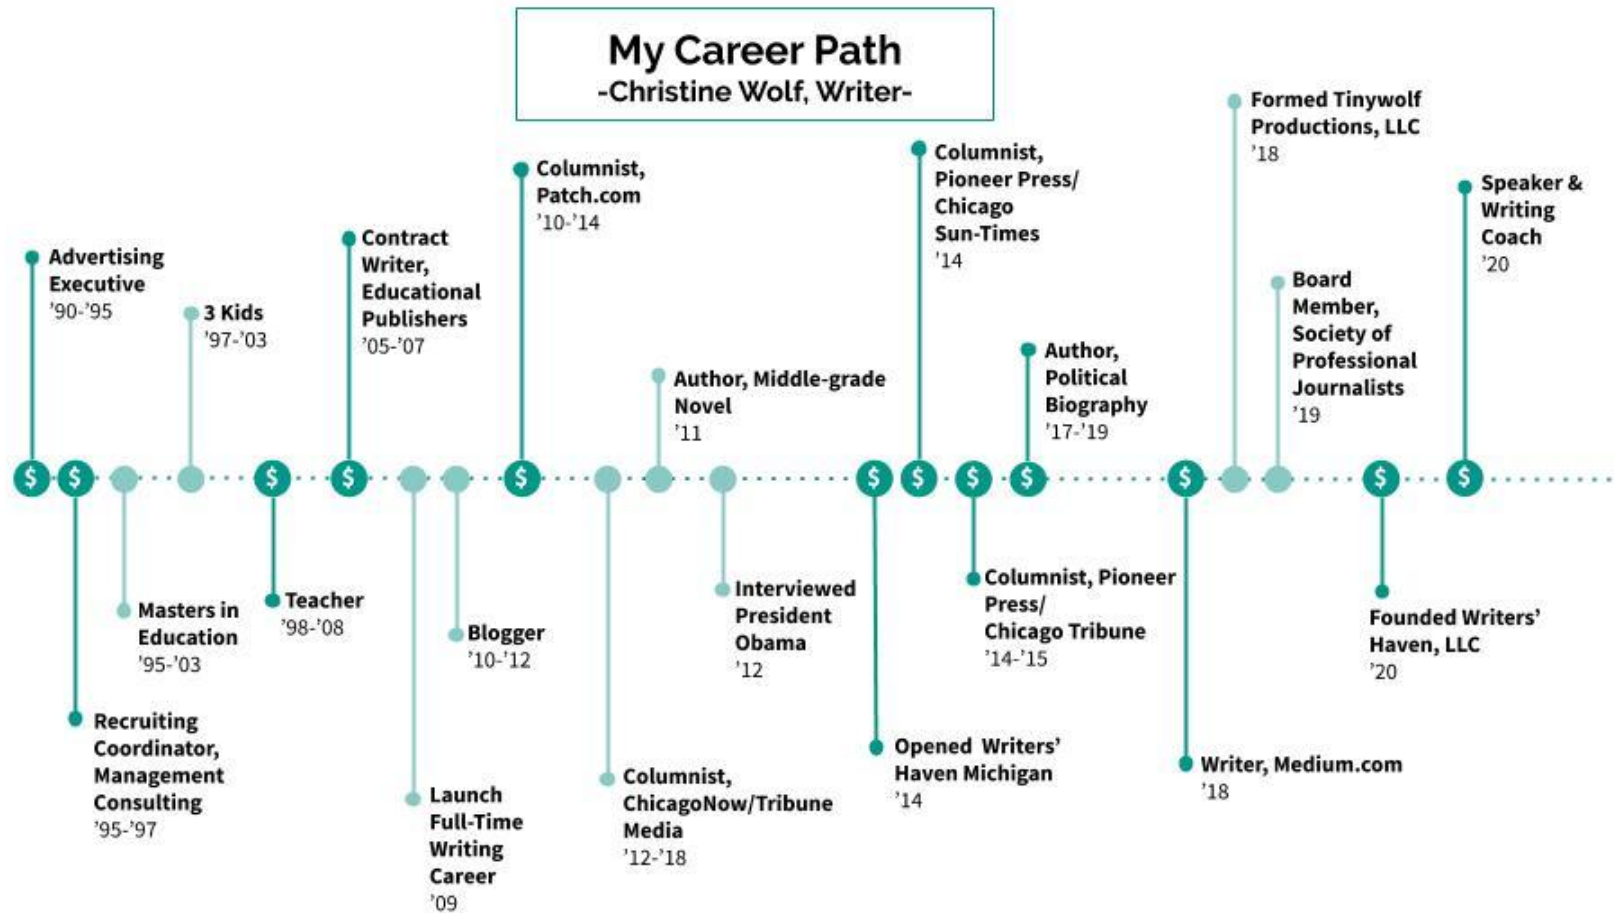 My Career Path
-Christine Wolf, Writer-
Advertising
Executive
’90-’95
$
$
Recruiting
Coordinator,
Management
Consulting
’95-’97
Masters in
Education
’95-’03
3 Kids
’97-’03
$
Teacher
’98-’08
$
Contract
Writer,
Educational
Publishers
’05-’07
Launch
Full-Time
Writing
Career
’09
Blogger
’10-’12
$
Columnist,
Patch.com
’10-’14
Columnist,
ChicagoNow/Tribune
Media
’12-’18
Author, Middle-grade
Novel
’11
Interviewed
President
Obama
’12
$
Opened Writers’
Haven Michigan
’14
$
Columnist,
Pioneer Press/
Chicago
Sun-Times
’14
$
Columnist, Pioneer
Press/
Chicago Tribune
’14-’15
$
Author,
Political
Biography
’17-’19
$
Writer, Medium.com
’18
Formed Tinywolf
Productions, LLC
’18
Board
Member,
Society of
Professional
Journalists
’19
$
Founded Writers’
Haven, LLC
’20
$
Speaker &
Writing
Coach
’20